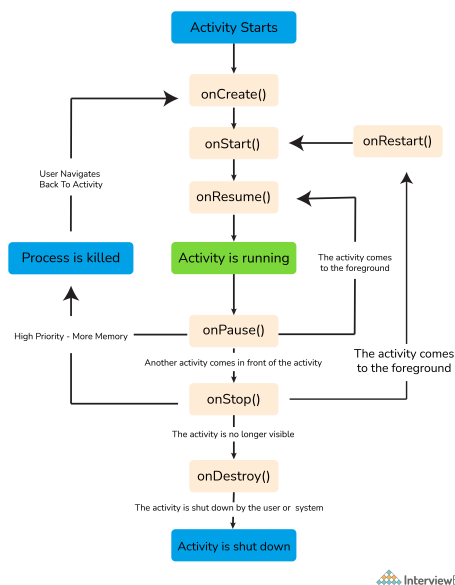 Activity Starts
onCreate()
onStart()
onRestart()
User Navigates
Back To Activity
onResume()
Process is killed
Activity is running
The activity comes
to the foreground
onPause()
High Priority - More Memory
Another activity comes in front of the activity
The activity comes
to the foreground
onStop()
The activity is no longer visible
onDestroy()
The activity is shut down by the user or system
Activity is shut down
Interview